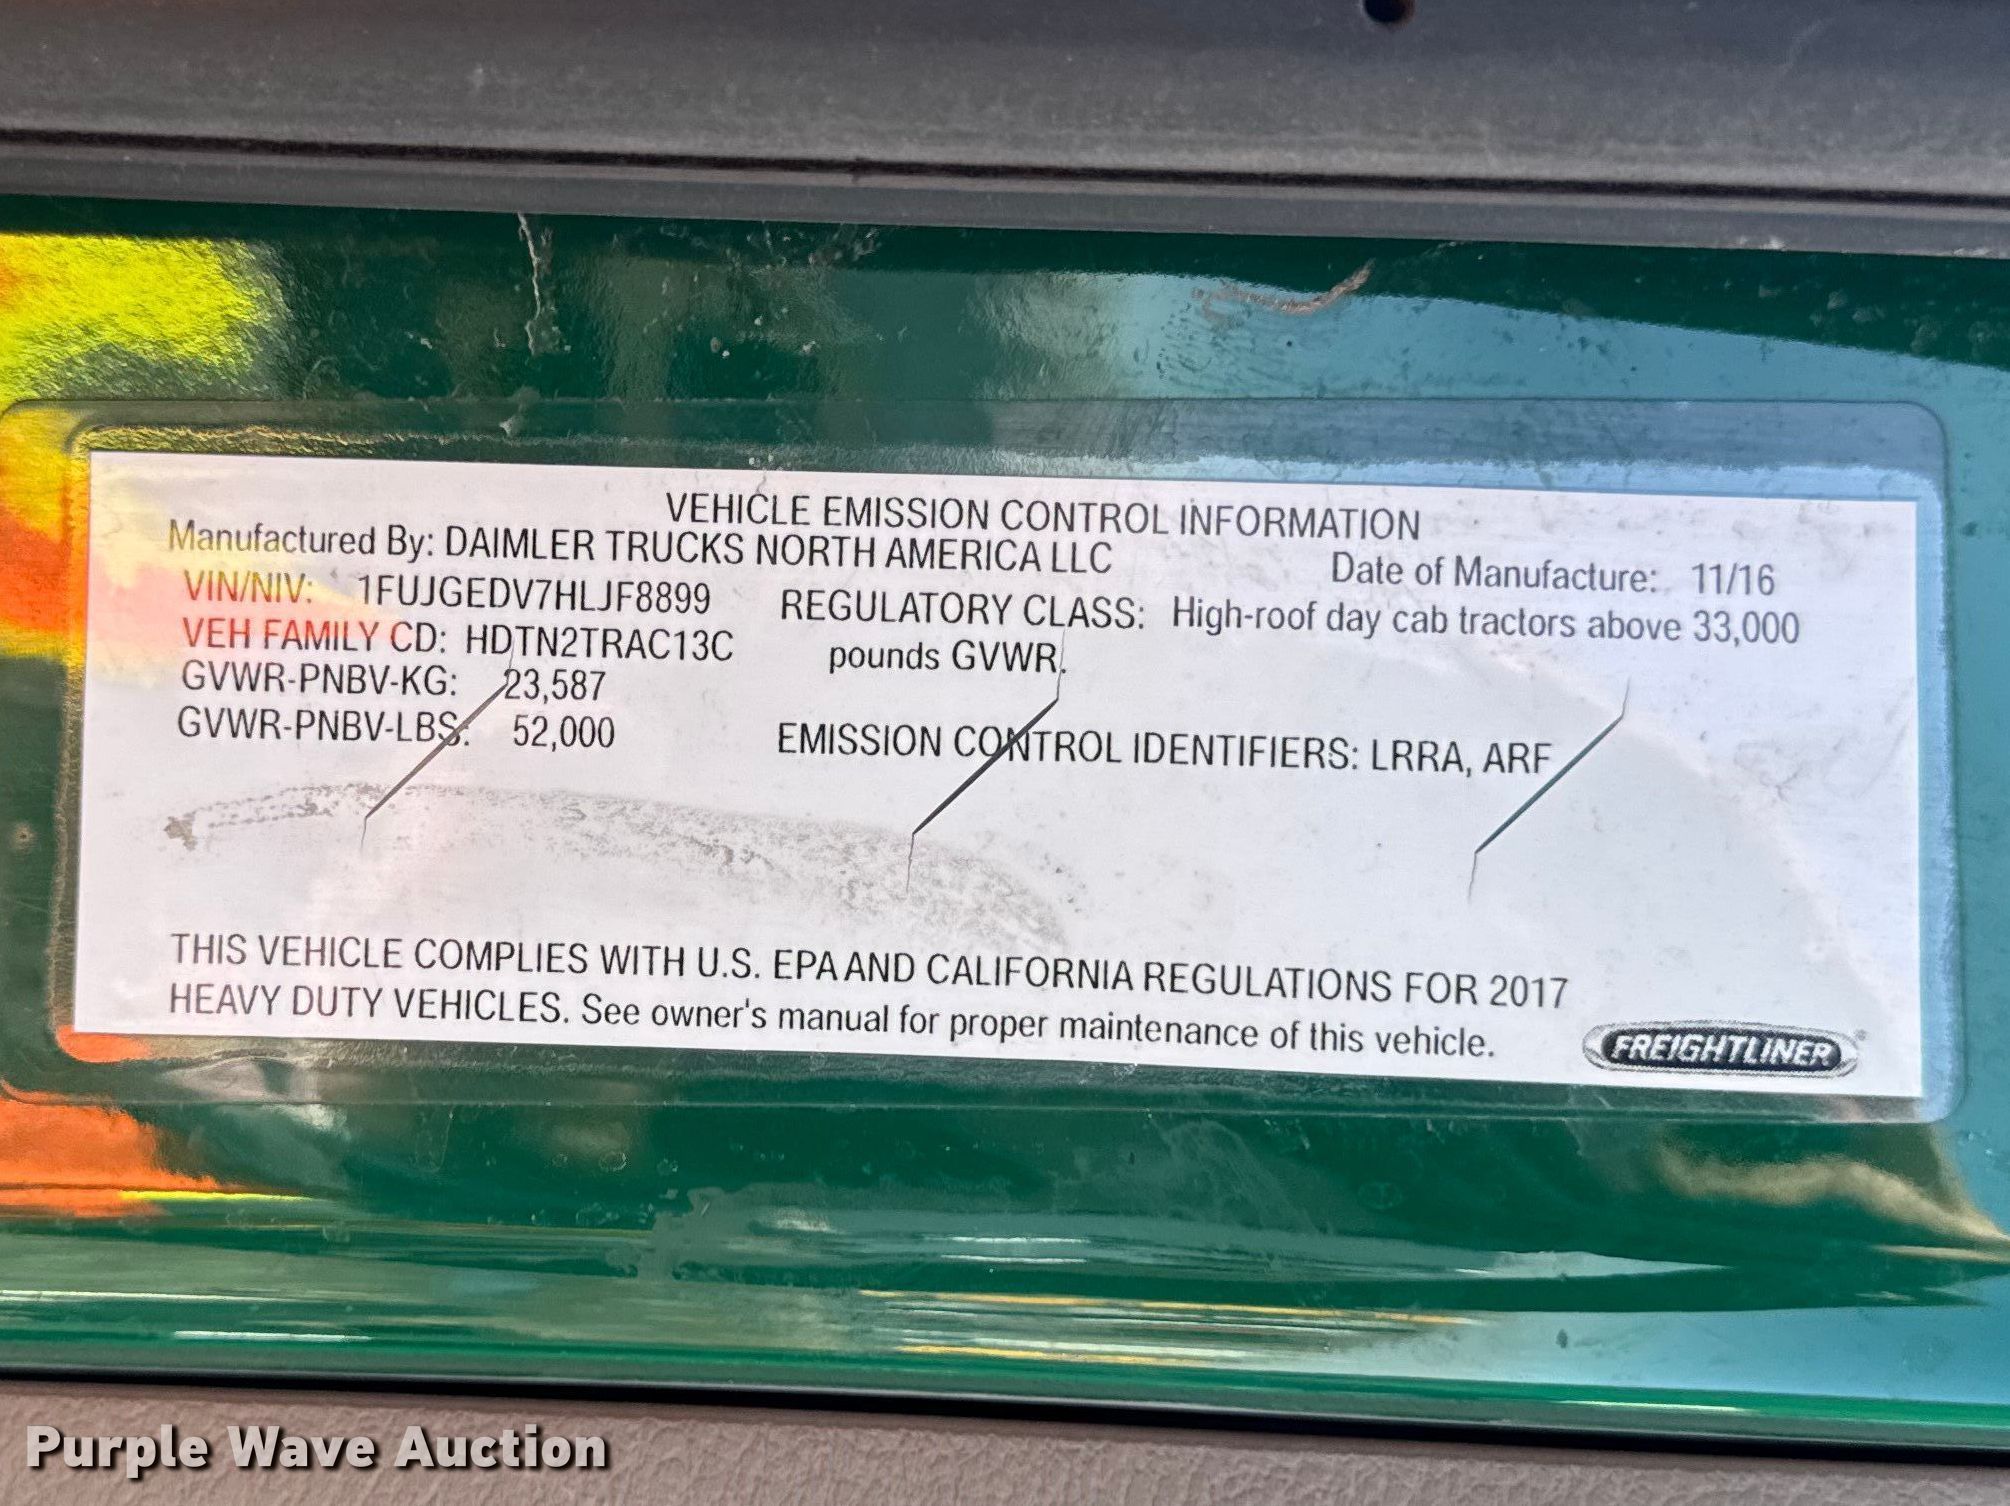 VEHICLE EMISSION CONTROL INFORMATION
Manufactured By: DAIMLER TRUCKS NORTH AMERICA LLC
Date of Manufacture: 11/16
VIN/NIV: 1FUJGEDV7HLJF8899
VEH FAMILY CD: HDTN2TRAC13C
GVWR-PNBV-KG: 23,587
GVWR-PNBV-LBS: 52,000
REGULATORY CLASS: High-roof day cab tractors above 33,000
pounds GVWR.
EMISSION CONTROL IDENTIFIERS: LRRA, ARF
THIS VEHICLE COMPLIES WITH U.S. EPA AND CALIFORNIA REGULATIONS FOR 2017
HEAVY DUTY VEHICLES. See owner's manual for proper maintenance of this vehicle.
FREIGHTLINER®
Purple Wave Auction